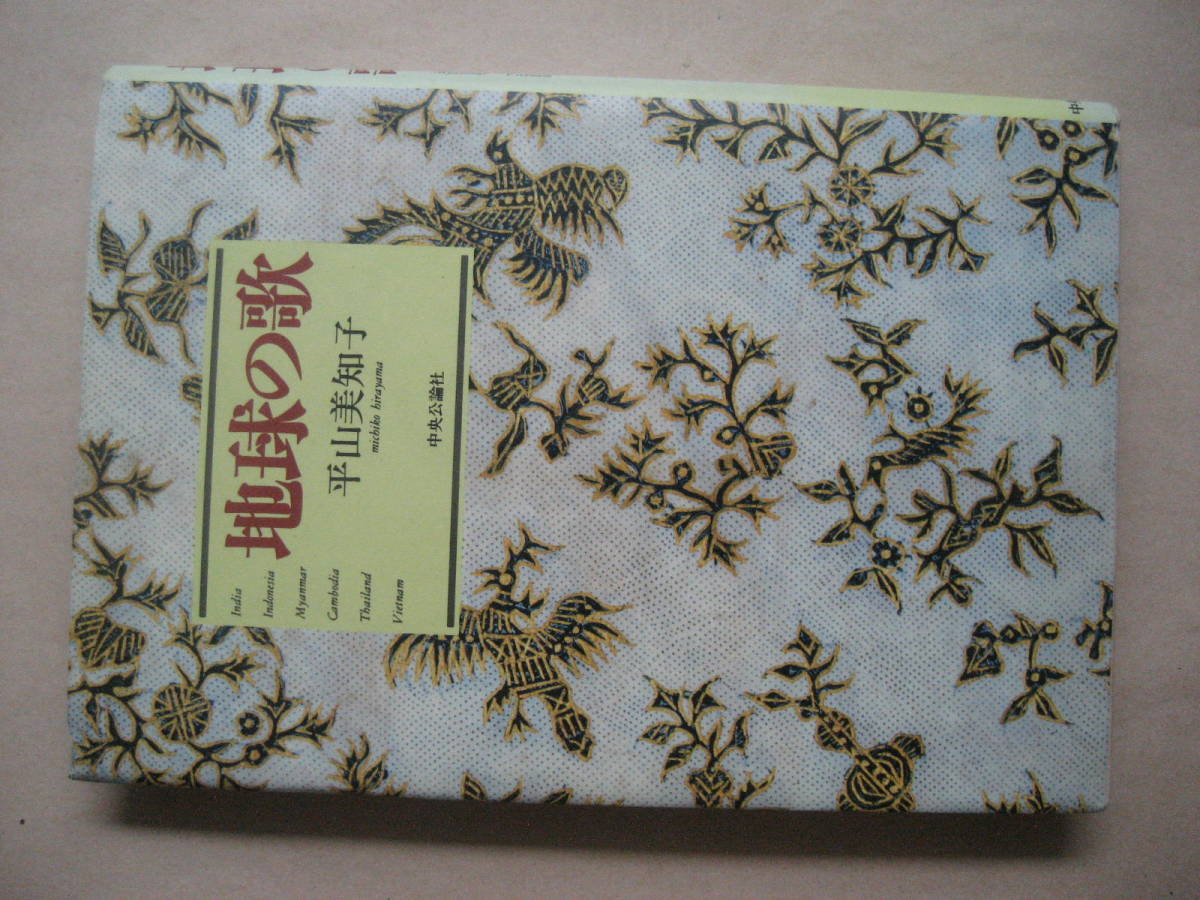 地球の歌
平山美知子
michiko hirayama
中央公論社
India
Indonesia
Myanmar
Cambodia
Thailand
Vietnam